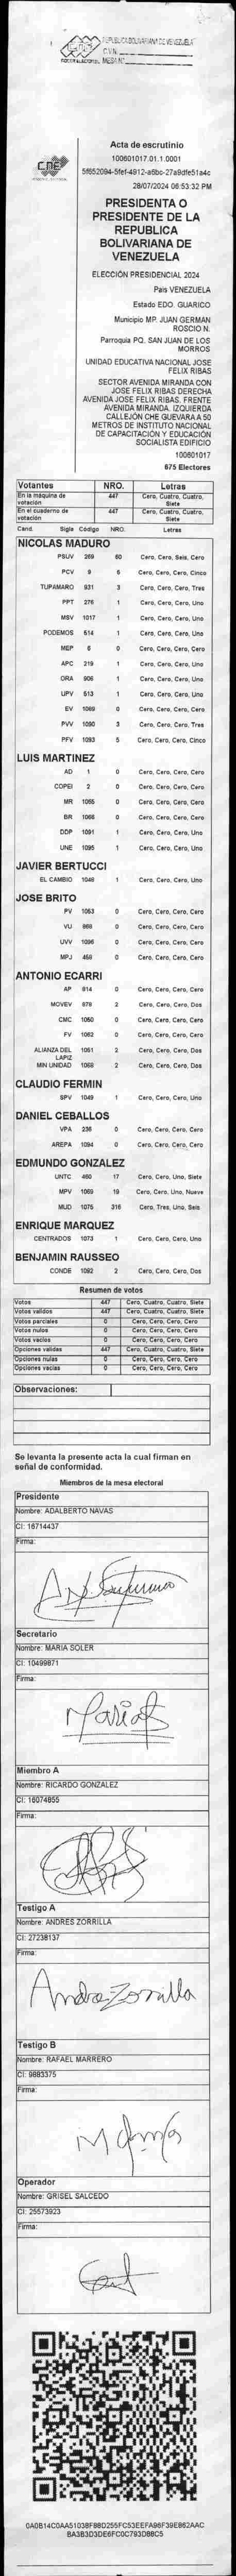 REPUBLICA BOLIVARIANA DE VENEZUELA
C.V.N.
PODER ELECTORAL MESA N°
CNE
Acta de escrutinio
100601017.01.1.0001
28/07/2024 06:53:32 PM
PRESIDENTA O
PRESIDENTE DE LA
REPUBLICA
BOLIVARIANA DE
VENEZUELA
ELECCIÓN PRESIDENCIAL 2024
País VENEZUELA
Estado EDO. GUARICO
Municipio MP. JUAN GERMAN
ROSCIO N.
Parroquia PQ. SAN JUAN DE LOS
MORROS
UNIDAD EDUCATIVA NACIONAL JOSE
FELIX RIBAS
SECTOR AVENIDA MIRANDA CON
JOSE FELIX RIBAS DERECHA
AVENIDA JOSE FELIX RIBAS. FRENTE
AVENIDA MIRANDA. IZQUIERDA
CALLEJÓN CHE GUEVARA A 50
METROS DE INSTITUTO NACIONAL
DE CAPACITACIÓN Y EDUCACIÓN
SOCIALISTA EDIFICIO
100601017
675 Electores
Votantes NRO. Letras
En la máquina de votación 447 Cero, Cuatro, Cuatro, Siete
En el cuaderno de votación 447 Cero, Cuatro, Cuatro, Siete
Cand. Sigla Código NRO. Letras
NICOLAS MADURO
PSUV 269 60 Cero, Cero, Seis, Cero
PCV 9 5 Cero, Cero, Cero, Cinco
TUPAMARO 931 3 Cero, Cero, Cero, Tres
PPT 276 1 Cero, Cero, Cero, Uno
MSV 1017 1 Cero, Cero, Cero, Uno
PODEMOS 514 1 Cero, Cero, Cero, Uno
MEP 6 0 Cero, Cero, Cero, Cero
APC 219 1 Cero, Cero, Cero, Uno
ORA 906 1 Cero, Cero, Cero, Uno
UPV 513 1 Cero, Cero, Cero, Uno
EV 1069 0 Cero, Cero, Cero, Cero
PVV 1090 3 Cero, Cero, Cero, Tres
PFV 1093 5 Cero, Cero, Cero, Cinco
LUIS MARTINEZ
AD 1 0 Cero, Cero, Cero, Cero
COPEI 2 0 Cero, Cero, Cero, Cero
MR 1065 0 Cero, Cero, Cero, Cero
BR 1066 0 Cero, Cero, Cero, Cero
DDP 1091 1 Cero, Cero, Cero, Uno
UNE 1095 1 Cero, Cero, Cero, Uno
JAVIER BERTUCCI
EL CAMBIO 1048 1 Cero, Cero, Cero, Uno
JOSE BRITO
PV 1053 0 Cero, Cero, Cero, Cero
VU 868 0 Cero, Cero, Cero, Cero
UVV 1096 0 Cero, Cero, Cero, Cero
MPJ 458 0 Cero, Cero, Cero, Cero
ANTONIO ECARRI
AP 814 0 Cero, Cero, Cero, Cero
MOVEV 878 2 Cero, Cero, Cero, Dos
CMC 1050 0 Cero, Cero, Cero, Cero
FV 1062 0 Cero, Cero, Cero, Cero
ALIANZA DEL LAPIZ 1051 2 Cero, Cero, Cero, Dos
MIN UNIDAD 1068 2 Cero, Cero, Cero, Dos
CLAUDIO FERMIN
SPV 1049 1 Cero, Cero, Cero, Uno
DANIEL CEBALLOS
VPA 236 0 Cero, Cero, Cero, Cero
AREPA 1094 0 Cero, Cero, Cero, Cero
EDMUNDO GONZALEZ
UNTC 460 17 Cero, Cero, Uno, Siete
MPV 1069 19 Cero, Cero, Uno, Nueve
MUD 1075 316 Cero, Tres, Uno, Seis
ENRIQUE MARQUEZ
CENTRADOS 1073 1 Cero, Cero, Cero, Uno
BENJAMIN RAUSSEO
CONDE 1092 2 Cero, Cero, Cero, Dos
Resumen de votos
Votos 447 Cero, Cuatro, Cuatro, Siete
Votos validos 447 Cero, Cuatro, Cuatro, Siete
Votos parciales 0 Cero, Cero, Cero, Cero
Votos nulos 0 Cero, Cero, Cero, Cero
Votos vacíos 0 Cero, Cero, Cero, Cero
Opciones validas 447 Cero, Cuatro, Cuatro, Siete
Opciones nulas 0 Cero, Cero, Cero, Cero
Opciones vacías 0 Cero, Cero, Cero, Cero
Observaciones:
Se levanta la presente acta la cual firman en
señal de conformidad.
Miembros de la mesa electoral
Presidente
Nombre: ADALBERTO NAVAS
CI: 16714437
Firma:
Secretario
Nombre: MARIA SOLER
CI: 10499871
Firma:
Maria S
Miembro A
Nombre: RICARDO GONZALEZ
CI: 16074855
Firma:
Testigo A
Nombre: ANDRES ZORRILLA
CI: 27238137
Firma:
Andres Zorrilla
Testigo B
Nombre: RAFAEL MARRERO
CI: 9883375
Firma:
Operador
Nombre: GRISEL SALCEDO
CI: 25573923
Firma: